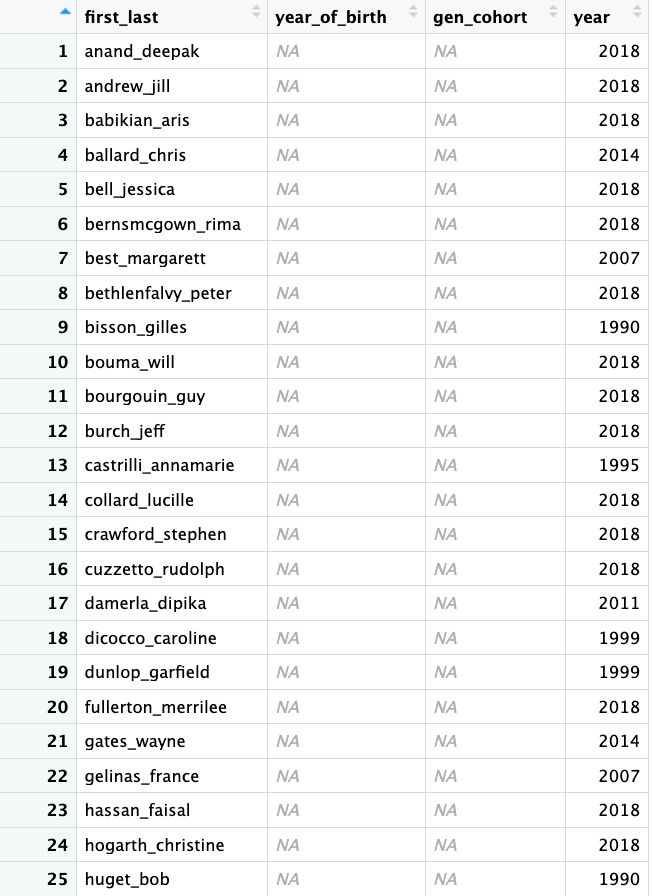 first_last year_of_birth gen_cohort year
1 anand_deepak NA NA 2018
2 andrew_jill NA NA 2018
3 babikian_aris NA NA 2018
4 ballard_chris NA NA 2014
5 bell_jessica NA NA 2018
6 bernsmcgown_rima NA NA 2018
7 best_margarett NA NA 2007
8 bethlenfalvy_peter NA NA 2018
9 bisson_gilles NA NA 1990
10 bouma_will NA NA 2018
11 bourgouin_guy NA NA 2018
12 burch_jeff NA NA 2018
13 castrilli_annamarie NA NA 1995
14 collard_lucille NA NA 2018
15 crawford_stephen NA NA 2018
16 cuzzetto_rudolph NA NA 2018
17 damerla_dipika NA NA 2011
18 dicocco_caroline NA NA 1999
19 dunlop_garfield NA NA 1999
20 fullerton_merrilee NA NA 2018
21 gates_wayne NA NA 2014
22 gelinas_france NA NA 2007
23 hassan_faisal NA NA 2018
24 hogarth_christine NA NA 2018
25 huget_bob NA NA 1990